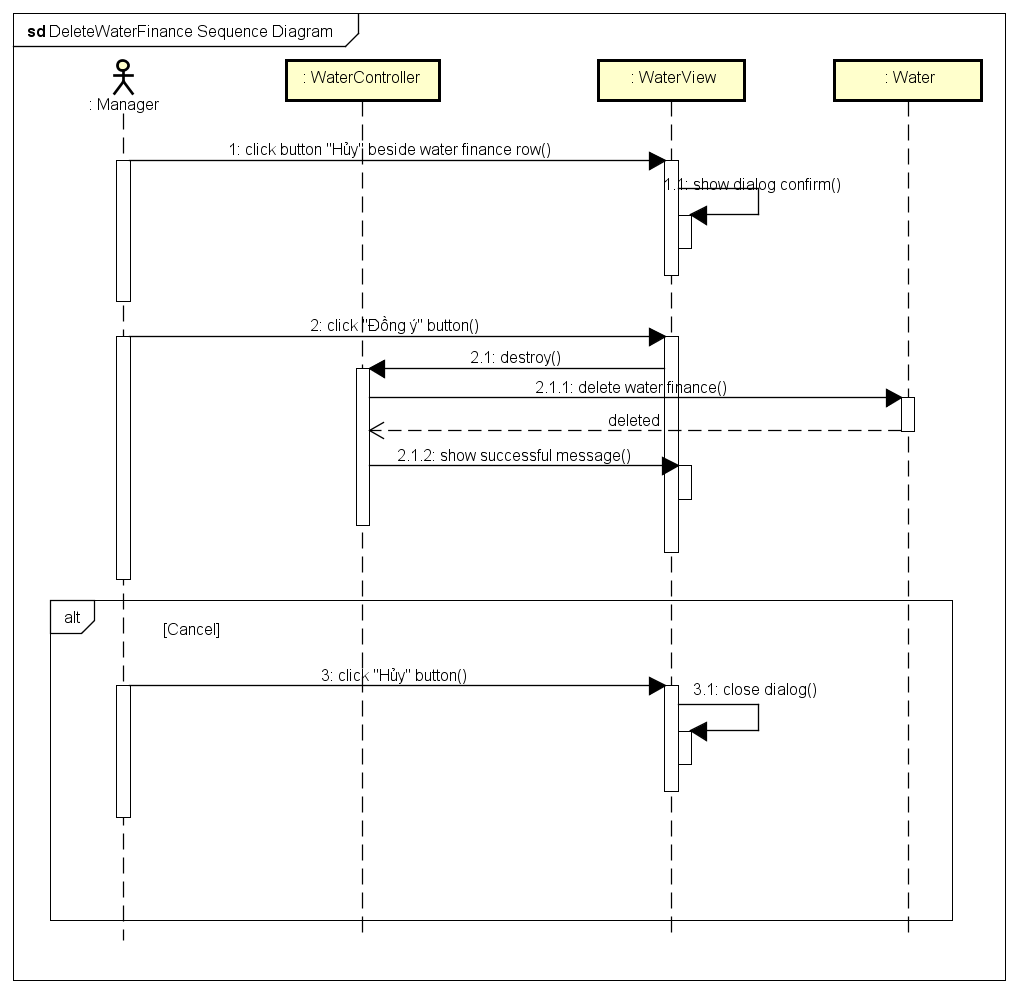 sd DeleteWaterFinance Sequence Diagram
: Manager
: WaterController
: WaterView
: Water
1: click button "Hủy" beside water finance row()
1.1: show dialog confirm()
2: click "Đồng ý" button()
2.1: destroy()
2.1.1: delete water finance()
deleted
2.1.2: show successful message()
alt
[Cancel]
3: click "Hủy" button()
3.1: close dialog()